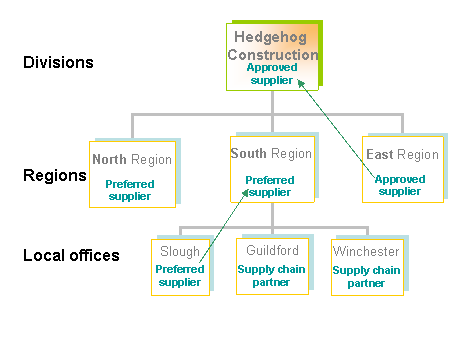 Divisions
Hedgehog
Construction
Approved
supplier
Regions
North Region
Preferred
supplier
South Region
Preferred
supplier
East Region
Approved
supplier
Local offices
Slough
Preferred
supplier
Guildford
Supply chain
partner
Winchester
Supply chain
partner